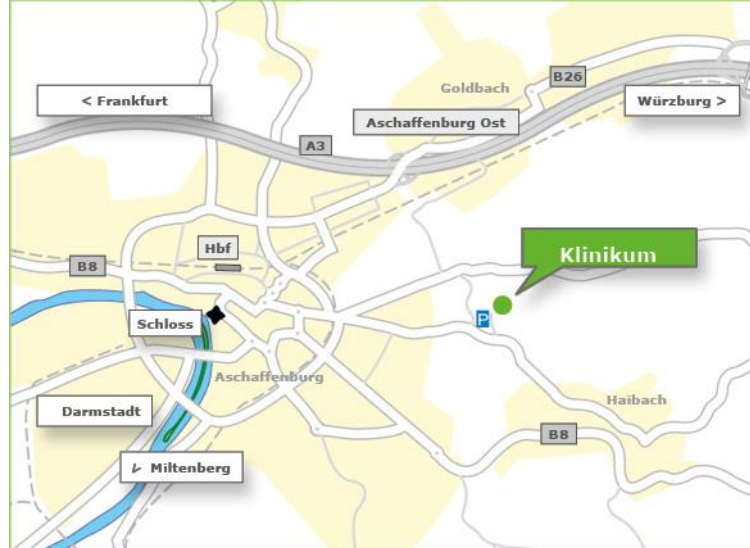 Goldbach
B26
< Frankfurt
Würzburg >
Aschaffenburg Ost
A3
Hbf
Klinikum
B8
P
Schloss
Aschaffenburg
Haibach
Darmstadt
B8
< Miltenberg